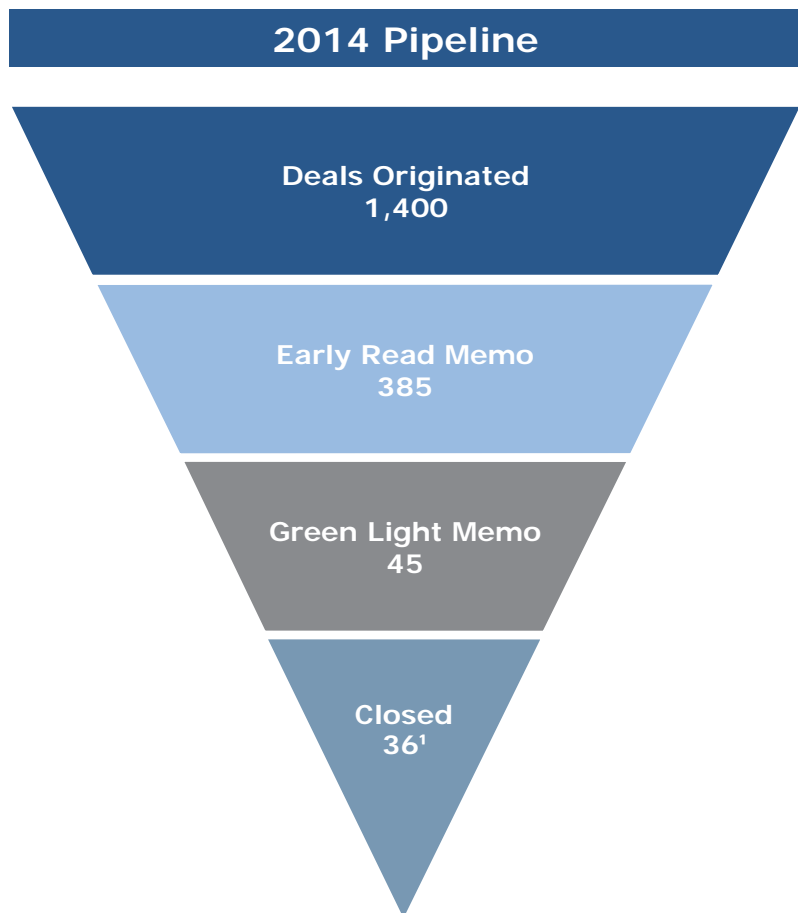 2014 Pipeline
Deals Originated
1,400
Early Read Memo
385
Green Light Memo
45
Closed
36¹